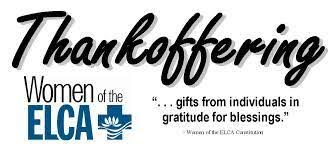 Thankoffering
Women of the
ELCA
“. . . gifts from individuals in
gratitude for blessings.”
- Women of the ELCA Constitution